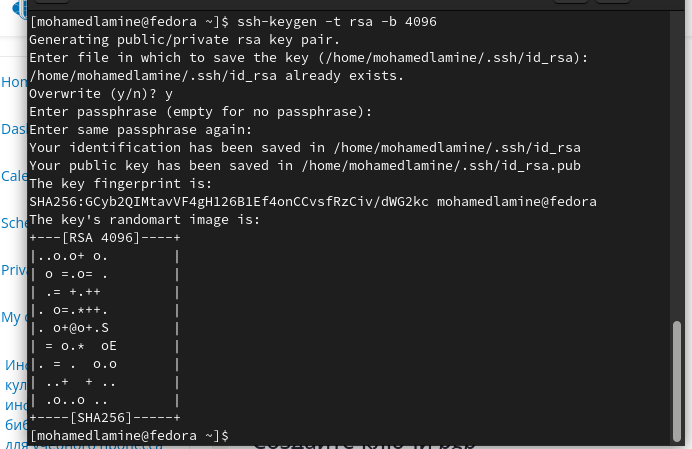 [mohamedlamine@fedora ~]$ ssh-keygen -t rsa -b 4096
Generating public/private rsa key pair.
Enter file in which to save the key (/home/mohamedlamine/.ssh/id_rsa):
/home/mohamedlamine/.ssh/id_rsa already exists.
Overwrite (y/n)? y
Enter passphrase (empty for no passphrase):
Enter same passphrase again:
Your identification has been saved in /home/mohamedlamine/.ssh/id_rsa
Your public key has been saved in /home/mohamedlamine/.ssh/id_rsa.pub
The key fingerprint is:
SHA256:GCyb2QIMtavVF4gH126B1Ef4onCCvsfRzCiv/dWG2kc mohamedlamine@fedora
The key's randomart image is:
+---[RSA 4096]----+
|..o.o+ o.        |
| o =.o= .        |
| .= +.++         |
|. o=.*++.        |
|. o+@o+.S        |
| = o.*  oE       |
|. = .  o.o       |
| ..+  + ..       |
| .o..o ..        |
+----[SHA256]-----+
[mohamedlamine@fedora ~]$
My
для учебного процесса